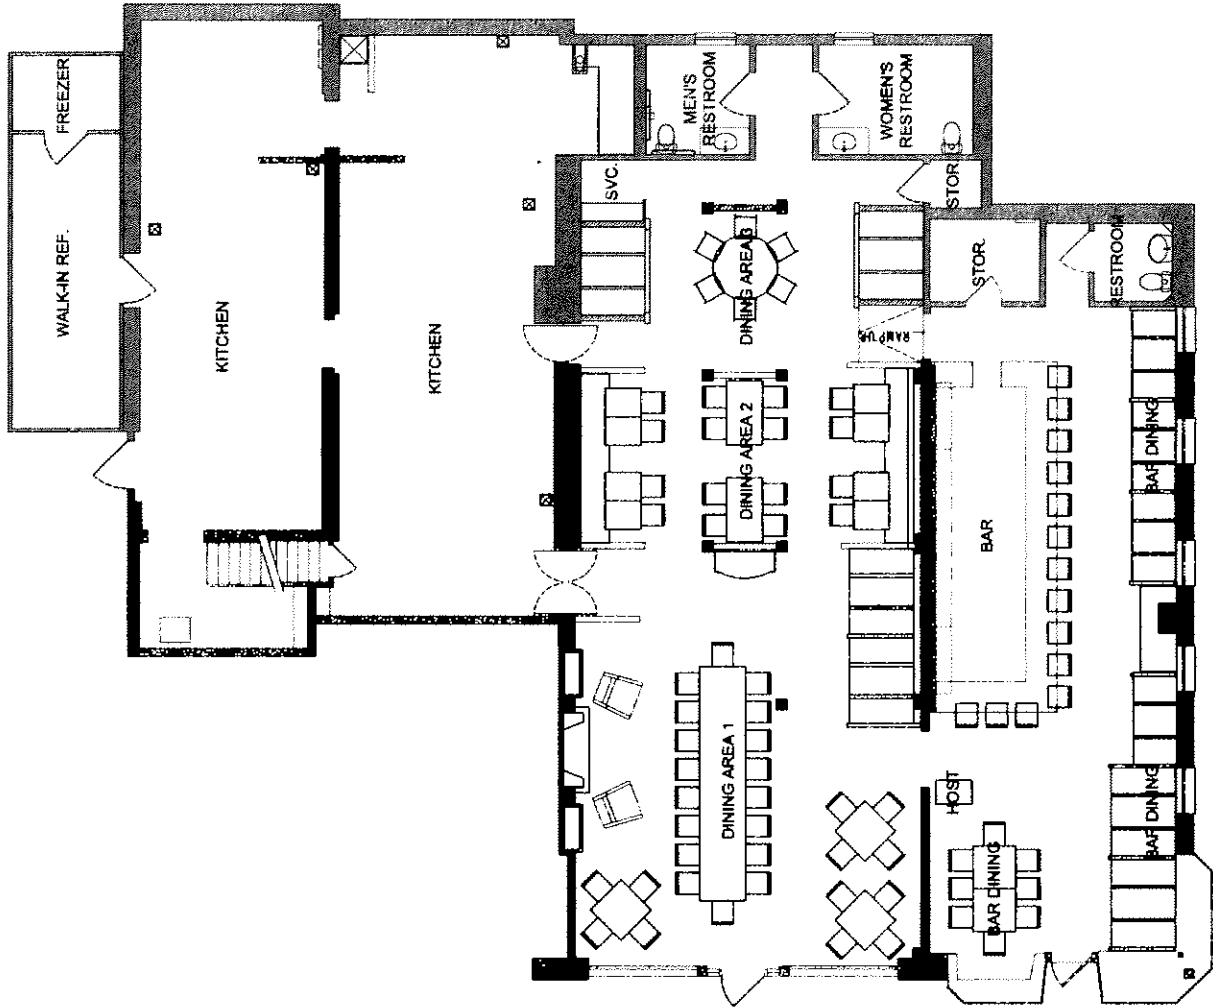 FREEZER
WALK-IN REF.
KITCHEN
KITCHEN
MEN'S
RESTROOM
WOMEN'S
RESTROOM
SVC.
STOR.
STOR.
RESTROOM
DINING AREA 3
RAMP UP
DINING AREA 2
BAR
BAR DINING
DINING AREA 1
HOST
BAR DINING
BAR DINING